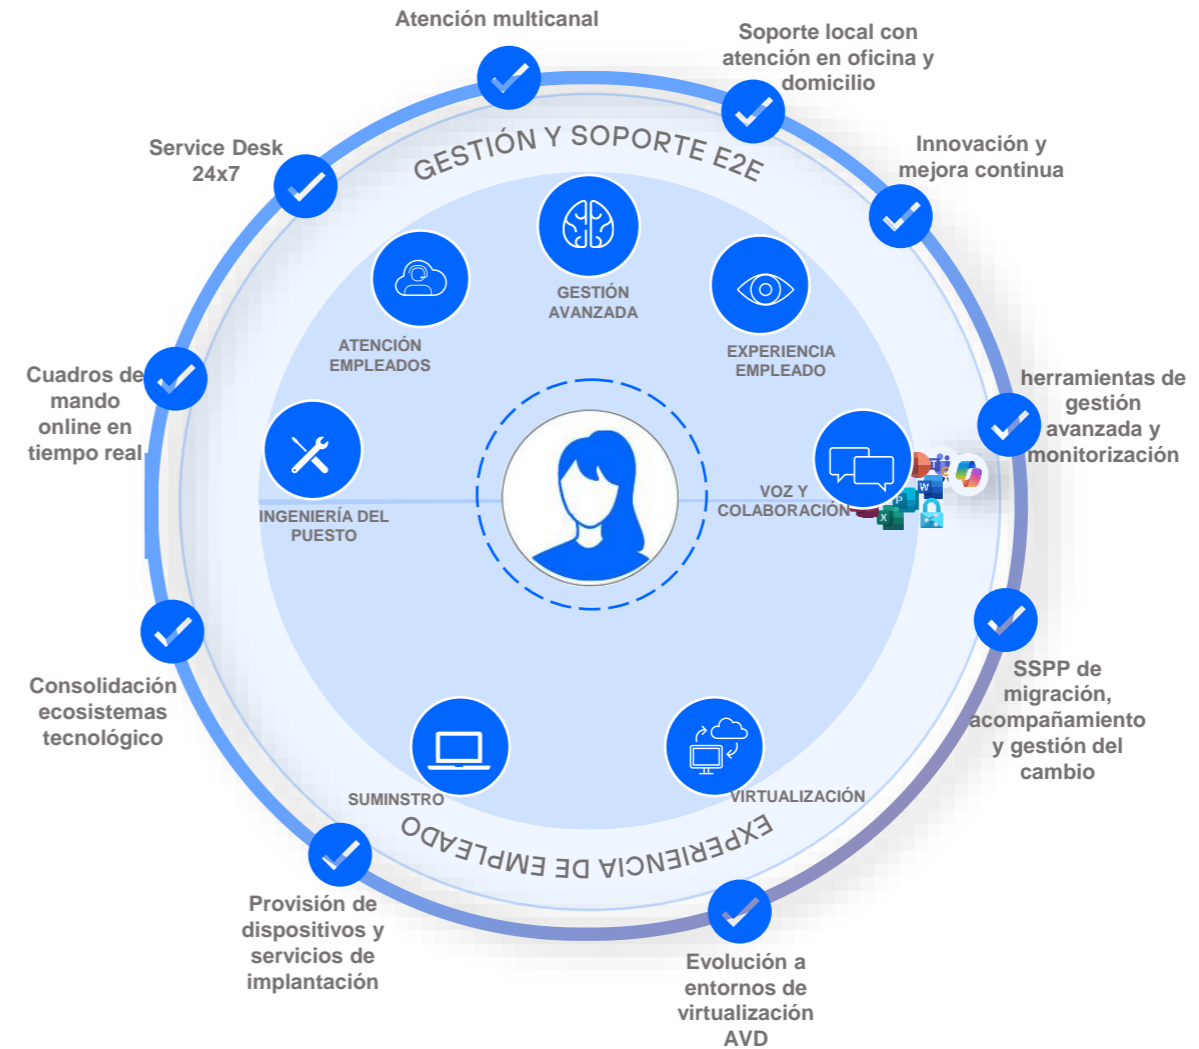 Atención multicanal
Soporte local con
atención en oficina y
domicilio
Innovación y
mejora continua
Service Desk
24x7
GESTIÓN Y SOPORTE E2E
GESTIÓN
AVANZADA
ATENCIÓN
EMPLEADOS
EXPERIENCIA
EMPLEADO
Cuadros de
mando
online en
tiempo real
herramientas de
gestión
avanzada y
monitorización
INGENIERÍA DEL
PUESTO
VOZ Y
COLABORACIÓN
W
P
X
Consolidación
ecosistemas
tecnológico
SSPP de
migración,
acompañamiento
y gestión del
cambio
SUMINSTRO
VIRTUALIZACIÓN
EXPERIENCIA DE EMPLEADO
Provisión de
dispositivos y
servicios de
implantación
Evolución a
entornos de
virtualización
AVD